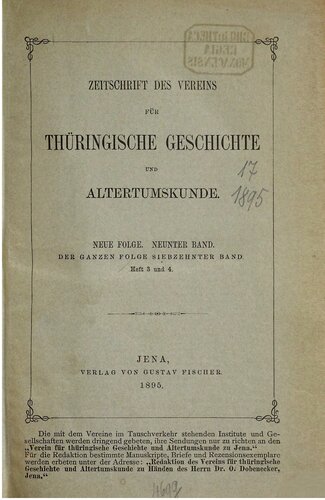 BIBLIOTHECA
REGIA
MONACENSIS
ZEITSCHRIFT DES VEREINS
FÜR
THÜRINGISCHE GESCHICHTE
UND
ALTERTUMSKUNDE.
17
1895
NEUE FOLGE. NEUNTER BAND.
DER GANZEN FOLGE SIEBZEHNTER BAND
Heft 3 und 4.
JENA,
VERLAG VON GUSTAV FISCHER.
1895.
Die mit dem Verein im Tauschverkehr stehenden Institute und Ge-
sellschaften werden dringend gebeten, ihre Sendungen nur zu richten an den
„Verein für thüringische Geschichte und Altertumskunde zu Jena.“
Für die Redaktion bestimmte Manuskripte, Briefe und Rezensionsexemplare
werden erbeten unter der Adresse: „Redaktion des Vereins für thüringische
Geschichte und Altertumskunde zu Händen des Herrn Dr. O. Dobenecker,
Jena.“